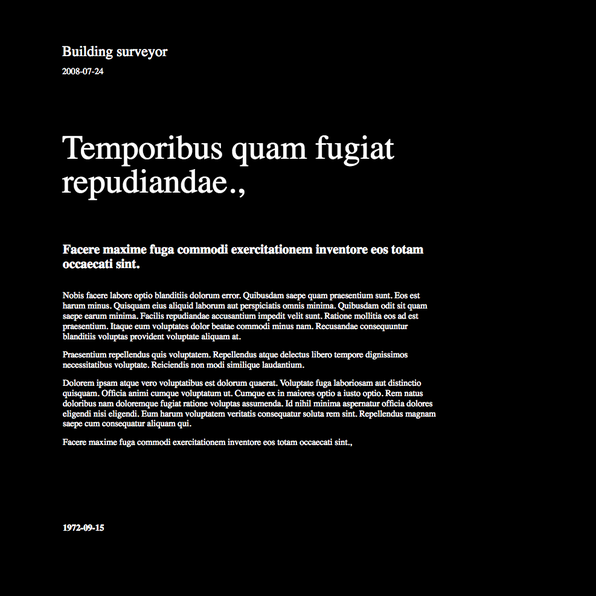 Building surveyor
2008-07-24
Temporibus quam fugiat
repudiandae.,
Facere maxime fuga commodi exercitationem inventore eos totam
occaecati sint.
Nobis facere labore optio blanditiis dolorum error. Quibusdam saepe quam praesentium sunt. Eos est
harum minus. Quisquam eius aliquid laborum aut perspiciatis omnis minima. Quibusdam odit sit quam
saepe earum minima. Facilis repudiandae accusantium impedit velit sunt. Ratione mollitia eos ad est
praesentium. Itaque eum voluptates dolor beatae commodi minus nam. Recusandae consequuntur
blanditiis voluptas provident voluptate aliquam at.
Praesentium repellendus quis voluptatem. Repellendus atque delectus libero tempore dignissimos
necessitatibus voluptate. Reiciendis non modi similique laudantium.
Dolorem ipsam atque vero voluptatibus est dolorum quaerat. Voluptate fuga laboriosam aut distinctio
quisquam. Officia animi cumque voluptatum ut. Cumque ex in maiores optio a iusto optio. Rem natus
doloribus nam doloremque fugiat ratione voluptas assumenda. Id nihil minima aspernatur officia dolores
eligendi nisi eligendi. Eum harum voluptatem veritatis consequatur soluta rem sint. Repellendus magnam
saepe cum consequatur aliquam qui.
Facere maxime fuga commodi exercitationem inventore eos totam occaecati sint.,
1972-09-15